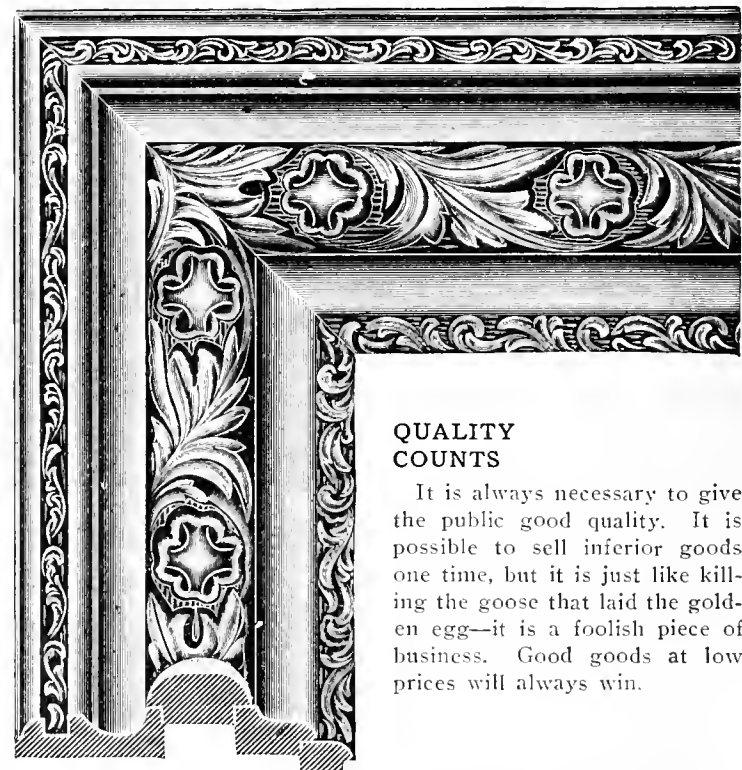 QUALITY
COUNTS
It is always necessary to give
the public good quality. It is
possible to sell inferior goods
one time, but it is just like kill-
ing the goose that laid the gold-
en egg—it is a foolish piece of
business. Good goods at low
prices will always win.